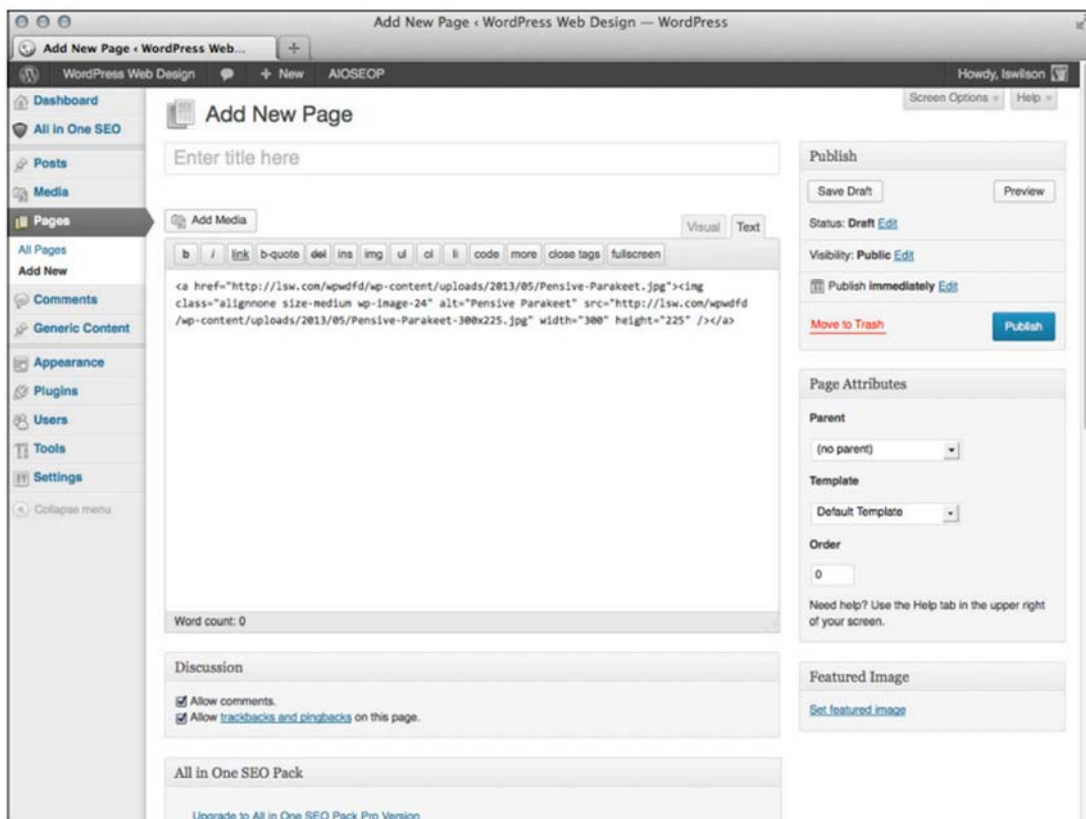 Add New Page ‹ WordPress Web Design — WordPress
Add New Page ‹ WordPress Web...
WordPress Web Design
+ New
AIOSEOP
Howdy, lswilson
Dashboard
All in One SEO
Posts
Media
Pages
All Pages
Add New
Comments
Generic Content
Appearance
Plugins
Users
Tools
Settings
Collapse menu
Screen Options
Help
Add New Page
Enter title here
Add Media
Visual
Text
b i link b-quote del ins img ul ol li code more close tags fullscreen
<a href="http://lsw.com/wpwdfd/wp-content/uploads/2013/05/Pensive-Parakeet.jpg"><img
class="alignnone size-medium wp-image-24" alt="Pensive Parakeet" src="http://lsw.com/wpwdfd
/wp-content/uploads/2013/05/Pensive-Parakeet-300x225.jpg" width="300" height="225" /></a>
Word count: 0
Discussion
Allow comments.
Allow trackbacks and pingbacks on this page.
All in One SEO Pack
Upgrade to All in One SEO Pack Pro Version
Publish
Save Draft
Preview
Status: Draft Edit
Visibility: Public Edit
Publish immediately Edit
Move to Trash
Publish
Page Attributes
Parent
(no parent)
Template
Default Template
Order
0
Need help? Use the Help tab in the upper right
of your screen.
Featured Image
Set featured image